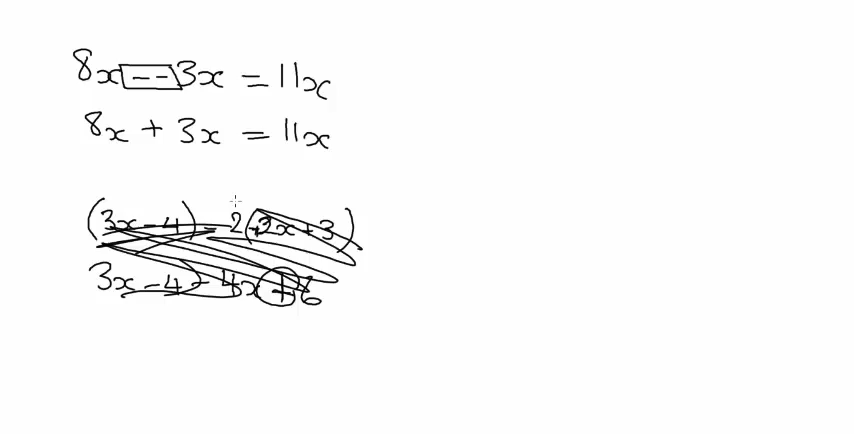 8x - - 3x = 11x
8x + 3x = 11x
(3x - 4) - 2(2x + 3)
3x - 4 - 4x + 6